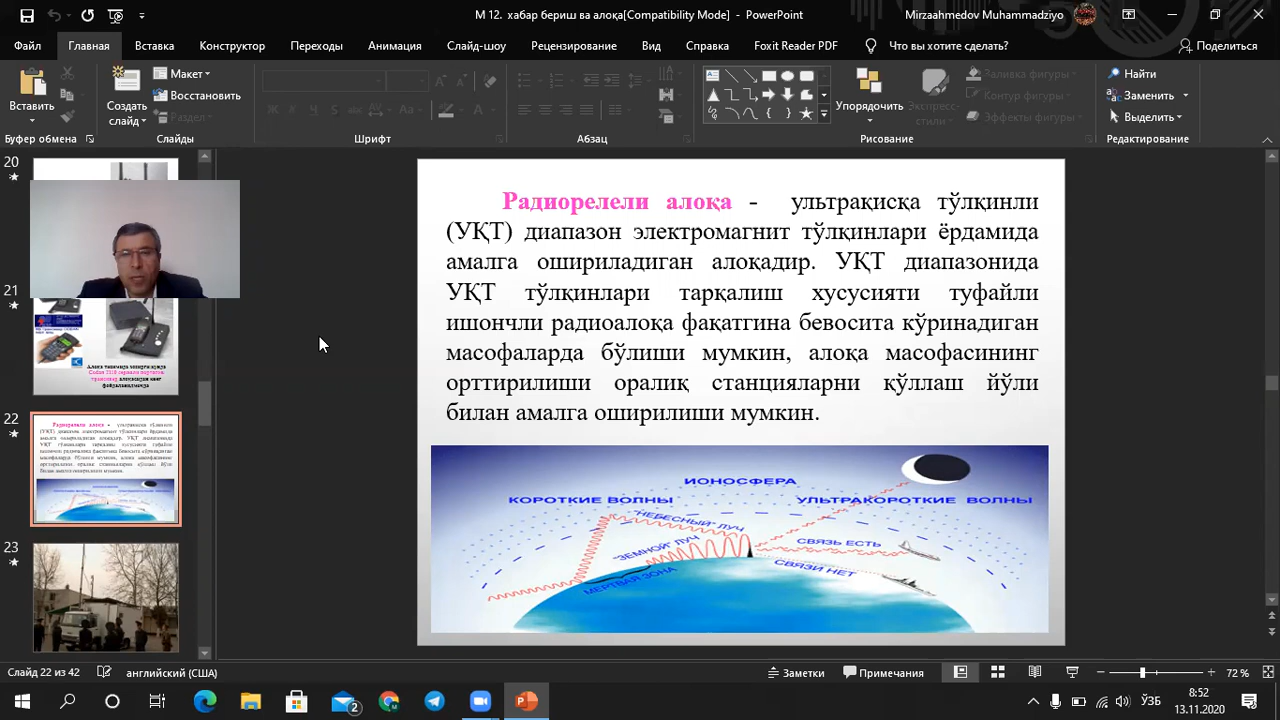 М 12. хабар бериш ва алоқа[Compatibility Mode] - PowerPoint
Mirzaahmedov Muhammadziyo
Файл
Главная
Вставка
Конструктор
Переходы
Анимация
Слайд-шоу
Рецензирование
Вид
Справка
Foxit Reader PDF
Что вы хотите сделать?
Поделиться
Вставить
Буфер обмена
Создать слайд
Макет
Восстановить
Раздел
Слайды
Шрифт
Абзац
Упорядочить
Экспресс-стили
Заливка фигуры
Контур фигуры
Эффекты фигуры
Рисование
Найти
Заменить
Выделить
Редактирование
20
21
22
23
Радиорелели алоқа - ультрақисқа тўлқинли
(УҚТ) диапазон электромагнит тўлқинлари ёрдамида
амалга ошириладиган алоқадир. УҚТ диапазонида
УҚТ тўлқинлари тарқалиш хусусияти туфайли
ишончли радиоалоқа фақатгина бевосита кўринадиган
масофаларда бўлиши мумкин, алоқа масофасининг
орттирилиши оралиқ станцияларни қўллаш йўли
билан амалга оширилиши мумкин.
ИОНОСФЕРА
КОРОТКИЕ ВОЛНЫ
УЛЬТРАКОРОТКИЕ ВОЛНЫ
"НЕБЕСНЫЙ" ЛУЧ
"ЗЕМНОЙ" ЛУЧ
СВЯЗЬ ЕСТЬ
МЕРТВАЯ ЗОНА
СВЯЗИ НЕТ
Слайд 22 из 42
английский (США)
Заметки
Примечания
72 %
2
ЎЗБ
8:52
13.11.2020